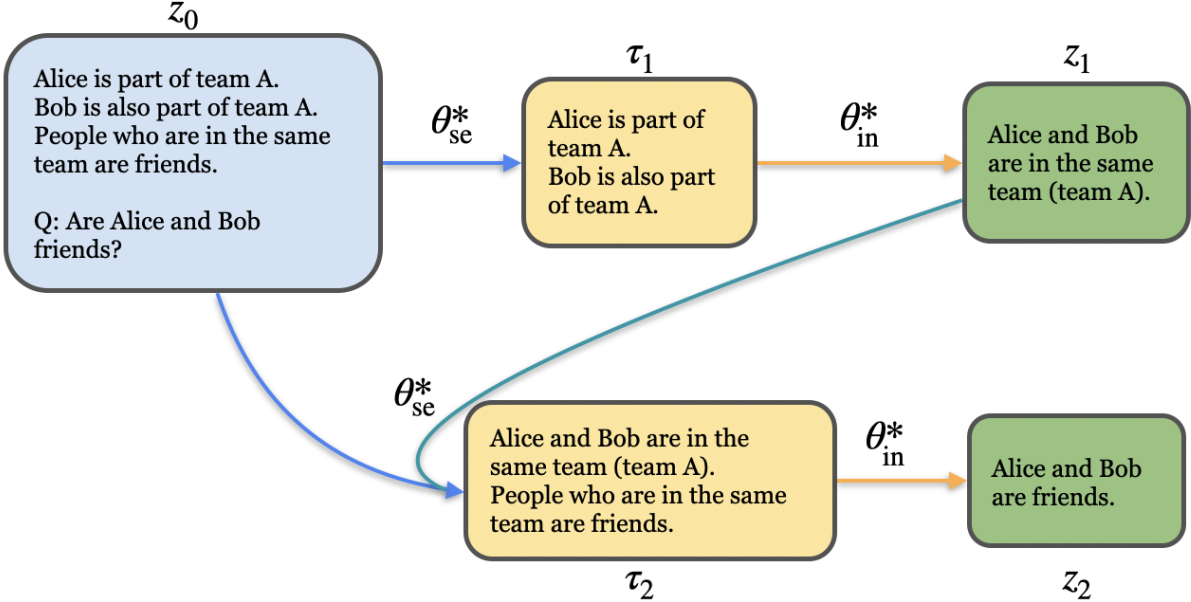 z0
Alice is part of team A.
Bob is also part of team A.
People who are in the same
team are friends.
Q: Are Alice and Bob
friends?
θ*se
τ1
Alice is part of
team A.
Bob is also part
of team A.
θ*in
z1
Alice and Bob
are in the same
team (team A).
θ*se
Alice and Bob are in the
same team (team A).
People who are in the same
team are friends.
τ2
θ*in
Alice and Bob
are friends.
z2